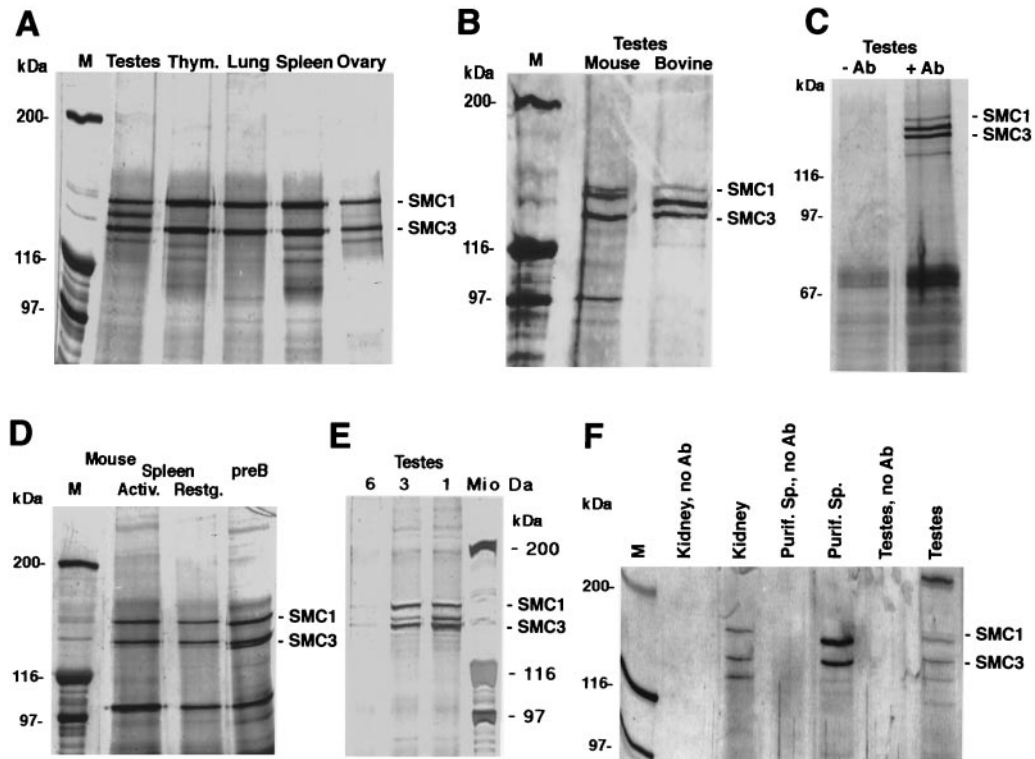 A
M Testes Thym. Lung Spleen Ovary
kDa
200-
- SMC1
- SMC3
116-
97-
B
Testes
M Mouse Bovine
kDa
200-
- SMC1
- SMC3
116-
97-
C
Testes
- Ab + Ab
kDa
- SMC1
- SMC3
116-
97-
67-
D
Mouse
Spleen preB
M Activ. Restg.
kDa
200-
- SMC1
- SMC3
116-
97-
E
Testes
6 3 1 Mio Da
kDa
- 200
- SMC1
- SMC3
- 116
- 97
F
M
Kidney, no Ab
Kidney
Purif. Sp., no Ab
Purif. Sp.
Testes, no Ab
Testes
kDa
200-
- SMC1
- SMC3
116-
97-